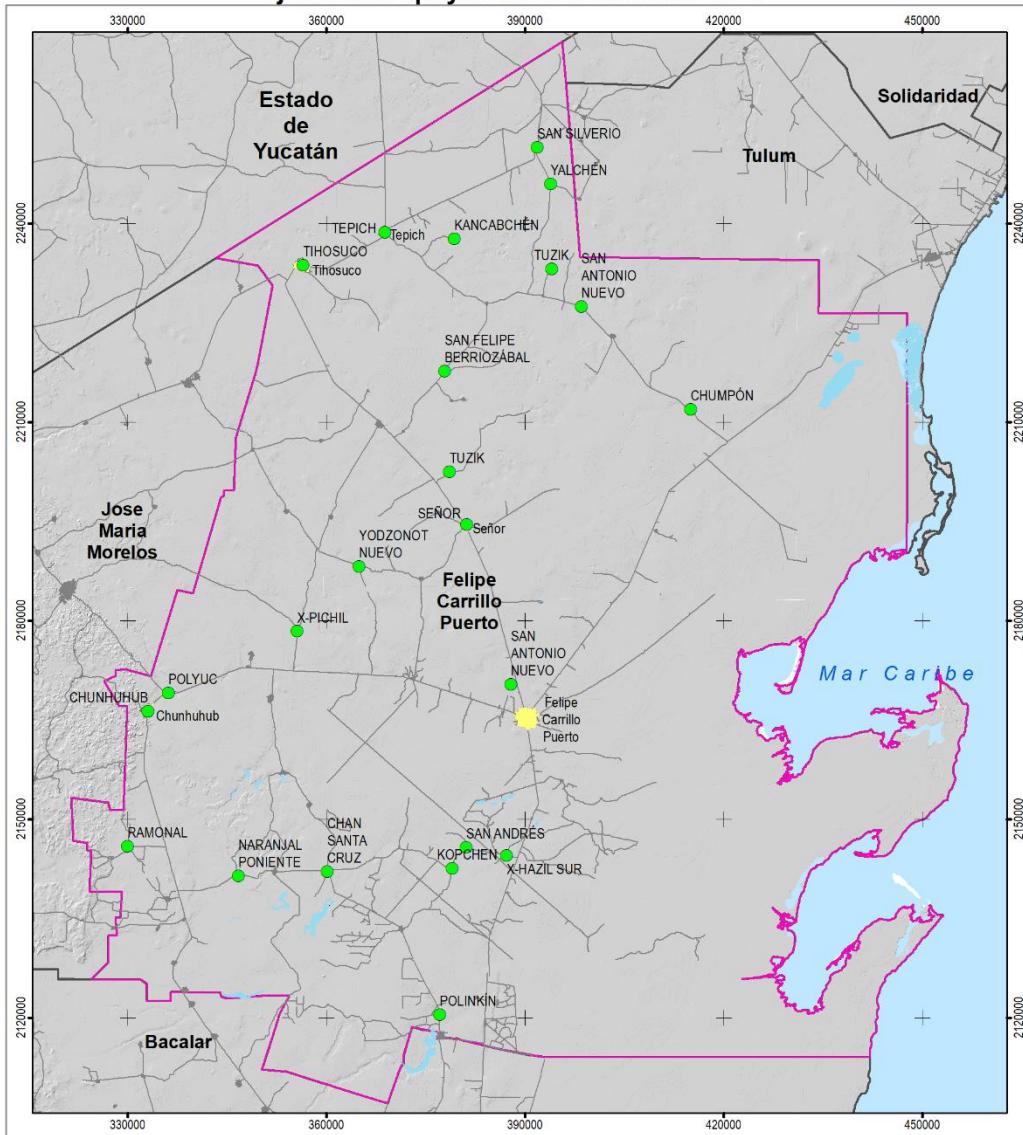 330000 360000 390000 420000 450000
Estado
de
Yucatán
Solidaridad
SAN SILVERIO
Tulum
YALCHÉN
2240000 2240000
TEPICH Tepich
KANCABCHÉN
TIHOSUCO
Tihosuco
TUZIK
SAN
ANTONIO
NUEVO
SAN FELIPE
BERRIOZÁBAL
CHUMPÓN
2210000 2210000
TUZIK
Jose
Maria
Morelos
SEÑOR Señor
YODZONOT
NUEVO
Felipe
Carrillo
Puerto
X-PICHIL
2180000 2180000
SAN
ANTONIO
NUEVO
Mar Caribe
POLYUC
CHUNHUHUB Chunhuhub
Felipe
Carrillo
Puerto
2150000 2150000
RAMONAL
NARANJAL
PONIENTE
CHAN
SANTA
CRUZ
SAN ANDRÉS
KOPCHEN
X-HAZIL SUR
POLINKÍN
2120000 2120000
Bacalar
330000 360000 390000 420000 450000